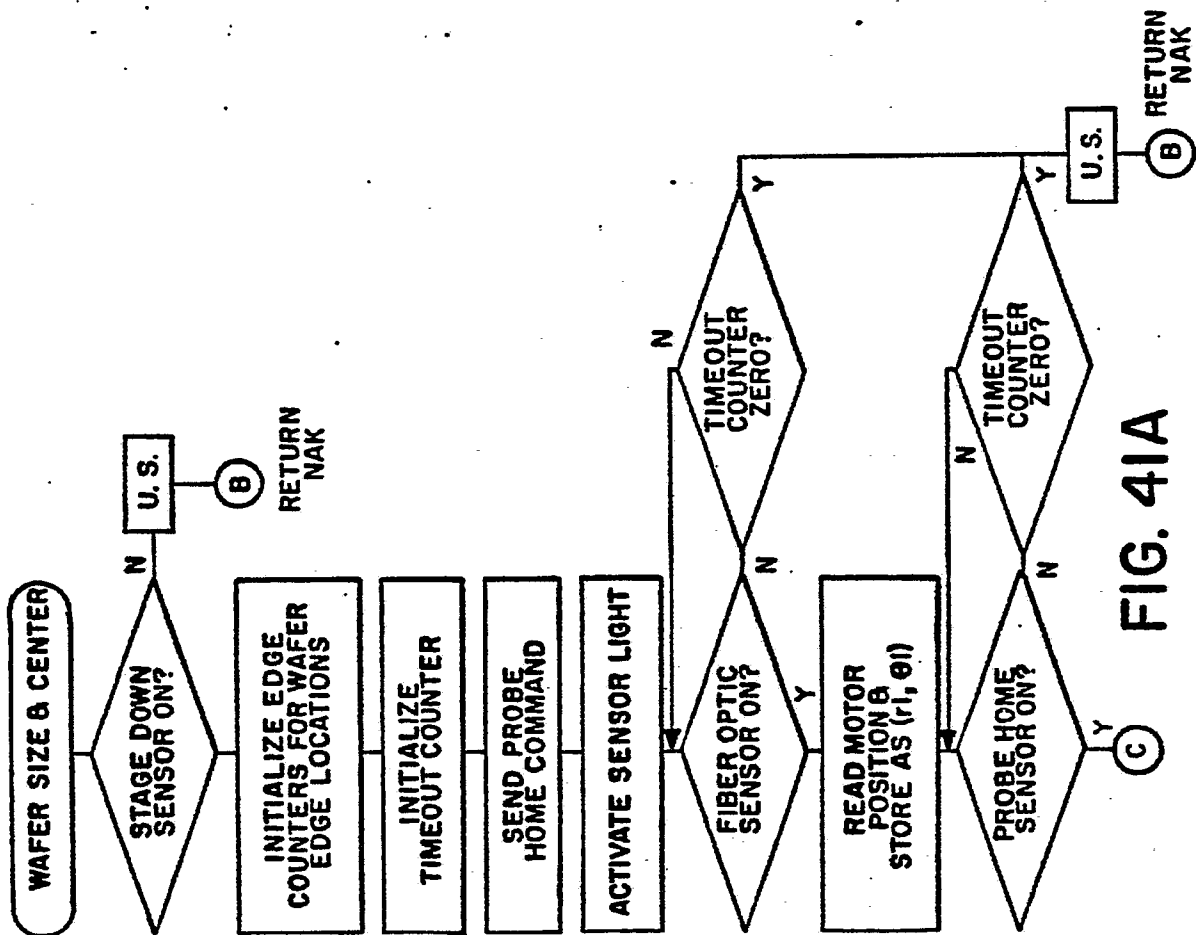 WAFER SIZE & CENTER
STAGE DOWN
SENSOR ON?
N
U. S.
B
RETURN
NAK
INITIALIZE EDGE
COUNTERS FOR WAFER
EDGE LOCATIONS
INITIALIZE
TIMEOUT COUNTER
SEND PROBE
HOME COMMAND
ACTIVATE SENSOR LIGHT
FIBER OPTIC
SENSOR ON?
N
Y
TIMEOUT
COUNTER
ZERO?
N
Y
READ MOTOR
POSITION &
STORE AS (rI, θI)
PROBE HOME
SENSOR ON?
N
Y
C
TIMEOUT
COUNTER
ZERO?
N
Y
U. S.
B
RETURN
NAK
FIG. 41A